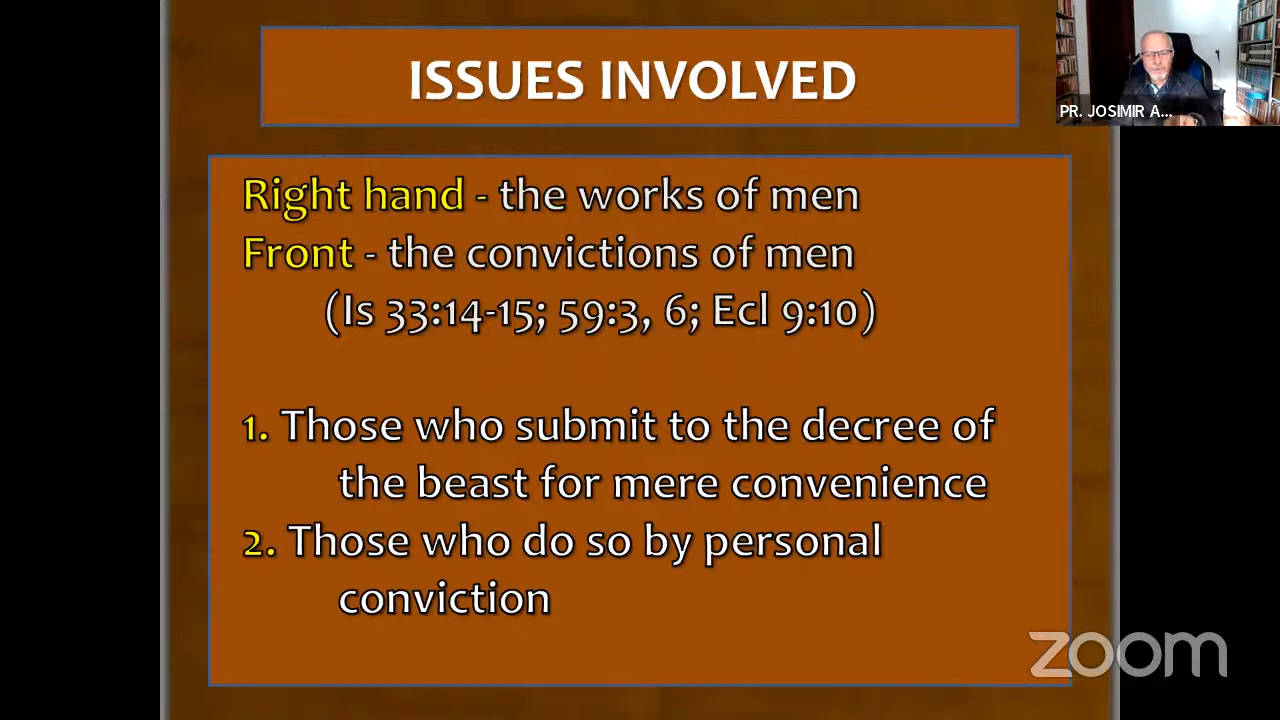 ISSUES INVOLVED
PR. JOSIMIR A...
Right hand - the works of men
Front - the convictions of men
(Is 33:14-15; 59:3, 6; Ecl 9:10)
1. Those who submit to the decree of
the beast for mere convenience
2. Those who do so by personal
conviction
zoom